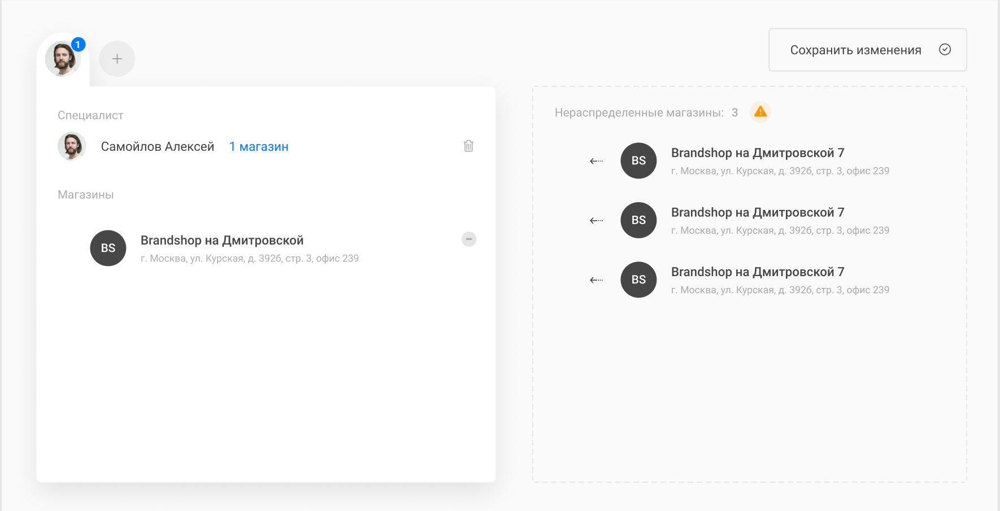 1
Сохранить изменения
Специалист
Самойлов Алексей 1 магазин
Магазины
BS
Brandshop на Дмитровской
г. Москва, ул. Курская, д. 392б, стр. 3, офис 239
Нераспределенные магазины: 3
BS
Brandshop на Дмитровской 7
г. Москва, ул. Курская, д. 392б, стр. 3, офис 239
BS
Brandshop на Дмитровской 7
г. Москва, ул. Курская, д. 392б, стр. 3, офис 239
BS
Brandshop на Дмитровской 7
г. Москва, ул. Курская, д. 392б, стр. 3, офис 239